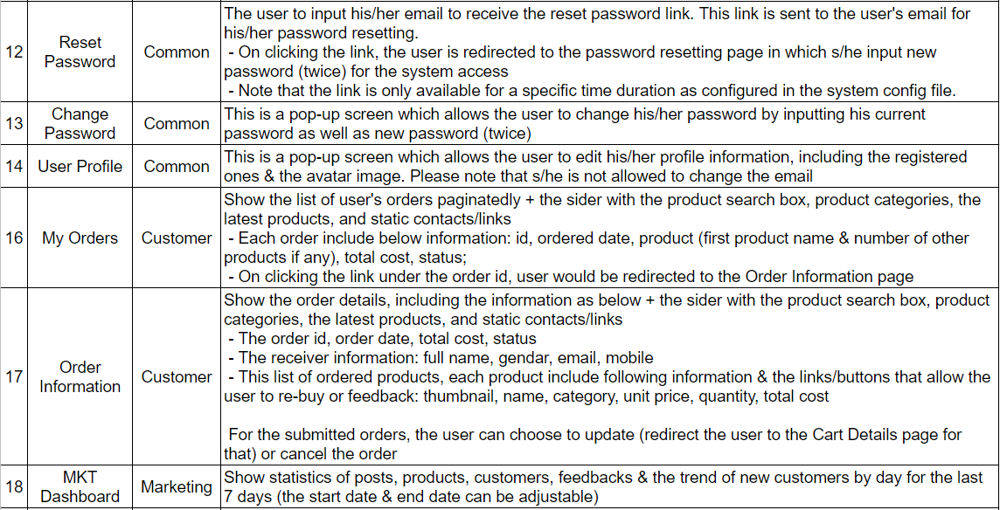 The user to input his/her email to receive the reset password link. This link is sent to the user's email for
his/her password resetting.
12
Reset
Password
Common
- On clicking the link, the user is redirected to the password resetting page in which s/he input new
password (twice) for the system access
- Note that the link is only available for a specific time duration as configured in the system config file.
13
Change
Password
Common
This is a pop-up screen which allows the user to change his/her password by inputting his current
password as well as new password (twice)
14
User Profile
Common
This is a pop-up screen which allows the user to edit his/her profile information, including the registered
ones & the avatar image. Please note that s/he is not allowed to change the email
16
My Orders
Customer
Show the list of user's orders paginatedly + the sider with the product search box, product categories, the
latest products, and static contacts/links
- Each order include below information: id, ordered date, product (first product name & number of other
products if any), total cost, status;
- On clicking the link under the order id, user would be redirected to the Order Information page
17
Order
Information
Customer
Show the order details, including the information as below + the sider with the product search box, product
categories, the latest products, and static contacts/links
- The order id, order date, total cost, status
- The receiver information: full name, gendar, email, mobile
- This list of ordered products, each product include following information & the links/buttons that allow the
user to re-buy or feedback: thumbnail, name, category, unit price, quantity, total cost
For the submitted orders, the user can choose to update (redirect the user to the Cart Details page for
that) or cancel the order
18
MKT
Dashboard
Marketing
Show statistics of posts, products, customers, feedbacks & the trend of new customers by day for the last
7 days (the start date & end date can be adjustable)